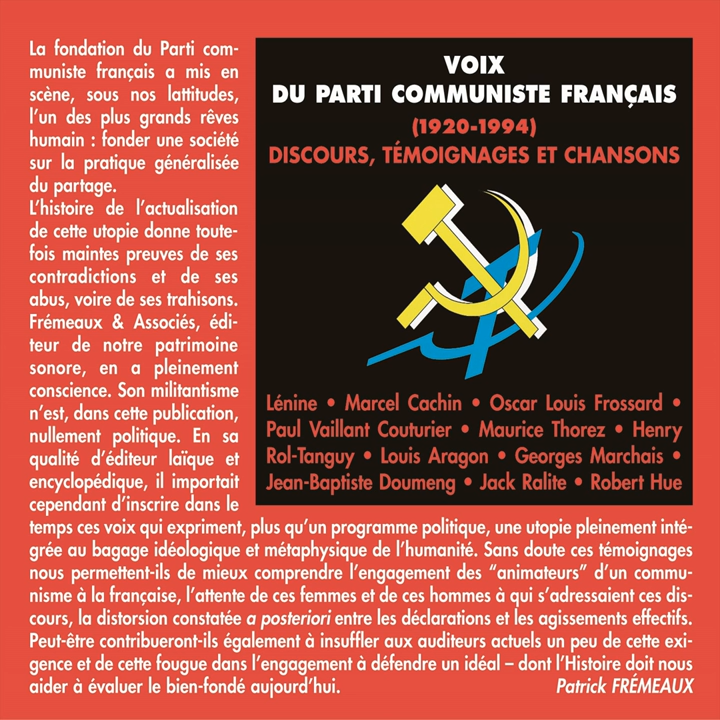 La fondation du Parti com-
muniste français a mis en
scène, sous nos lattitudes,
l'un des plus grands rêves
humain : fonder une société
sur la pratique généralisée
du partage.
L'histoire de l'actualisation
de cette utopie donne toute-
fois maintes preuves de ses
contradictions et de ses
abus, voire de ses trahisons.
Frémeaux & Associés, édi-
teur de notre patrimoine
sonore, en a pleinement
conscience. Son militantisme
n'est, dans cette publication,
nullement politique. En sa
qualité d'éditeur laïque et
encyclopédique, il importait
cependant d'inscrire dans le
temps ces voix qui expriment, plus qu'un programme politique, une utopie pleinement inté-
grée au bagage idéologique et métaphysique de l'humanité. Sans doute ces témoignages
nous permettent-ils de mieux comprendre l'engagement des "animateurs" d'un commu-
nisme à la française, l'attente de ces femmes et de ces hommes à qui s'adressaient ces dis-
cours, la distorsion constatée a posteriori entre les déclarations et les agissements effectifs.
Peut-être contribueront-ils également à insuffler aux auditeurs actuels un peu de cette exi-
gence et de cette fougue dans l'engagement à défendre un idéal – dont l'Histoire doit nous
aider à évaluer le bien-fondé aujourd'hui.
Patrick FRÉMEAUX
VOIX
DU PARTI COMMUNISTE FRANÇAIS
(1920-1994)
DISCOURS, TÉMOIGNAGES ET CHANSONS
Lénine • Marcel Cachin • Oscar Louis Frossard •
Paul Vaillant Couturier • Maurice Thorez • Henry
Rol-Tanguy • Louis Aragon • Georges Marchais •
Jean-Baptiste Doumeng • Jack Ralite • Robert Hue